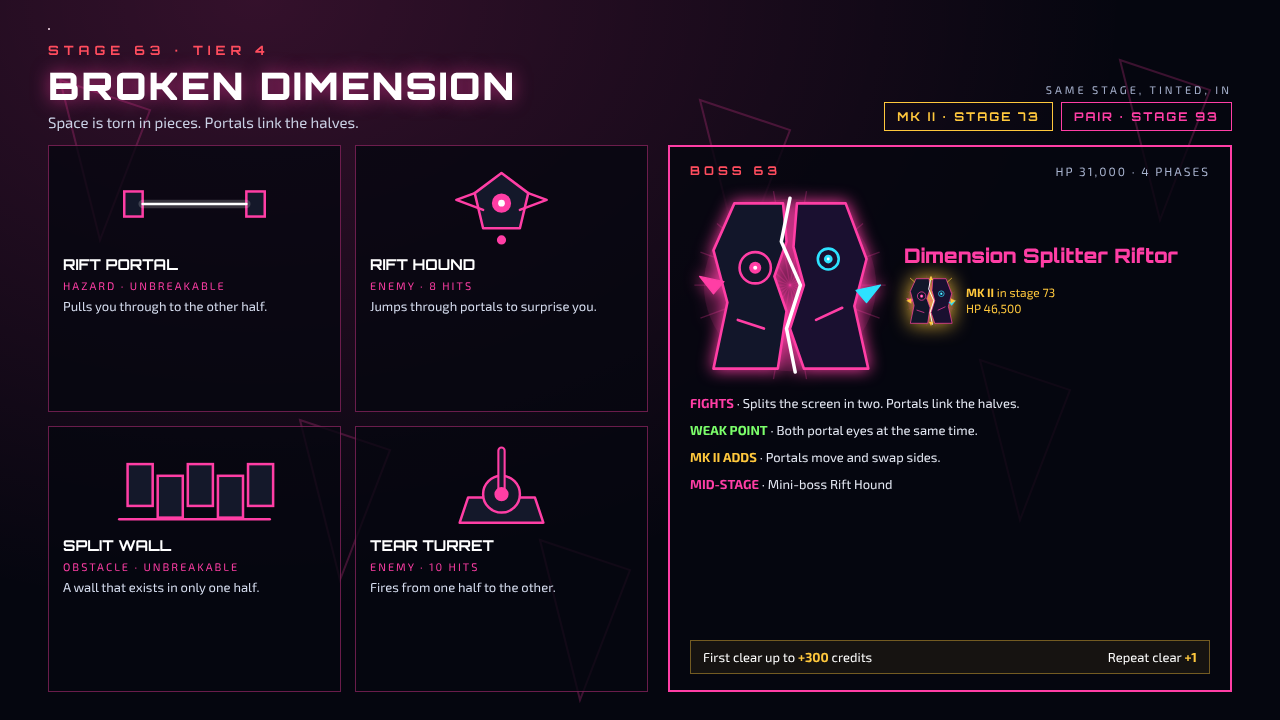 STAGE 63 · TIER 4
BROKEN DIMENSION
Space is torn in pieces. Portals link the halves.
SAME STAGE, TINTED, IN
MK II · STAGE 73
PAIR · STAGE 93
RIFT PORTAL
HAZARD · UNBREAKABLE
Pulls you through to the other half.
RIFT HOUND
ENEMY · 8 HITS
Jumps through portals to surprise you.
SPLIT WALL
OBSTACLE · UNBREAKABLE
A wall that exists in only one half.
TEAR TURRET
ENEMY · 10 HITS
Fires from one half to the other.
BOSS 63
HP 31,000 · 4 PHASES
Dimension Splitter Riftor
MK II in stage 73
HP 46,500
FIGHTS · Splits the screen in two. Portals link the halves.
WEAK POINT · Both portal eyes at the same time.
MK II ADDS · Portals move and swap sides.
MID-STAGE · Mini-boss Rift Hound
First clear up to +300 credits
Repeat clear +1